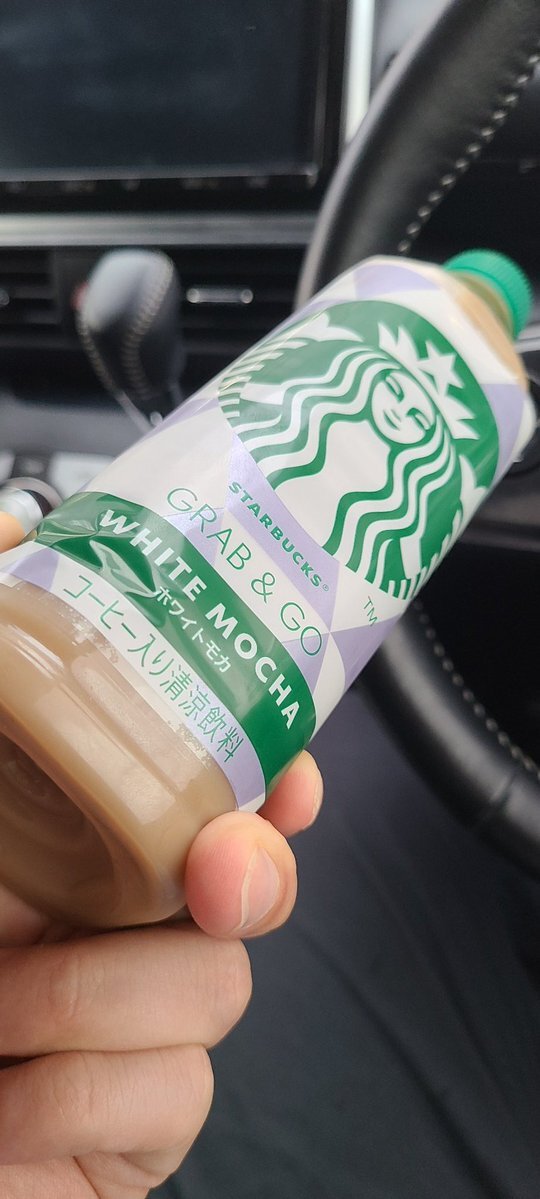 STARBUCKS®
GRAB & GO
TM
WHITE MOCHA
ホワイトモカ
コーヒー入り清涼飲料